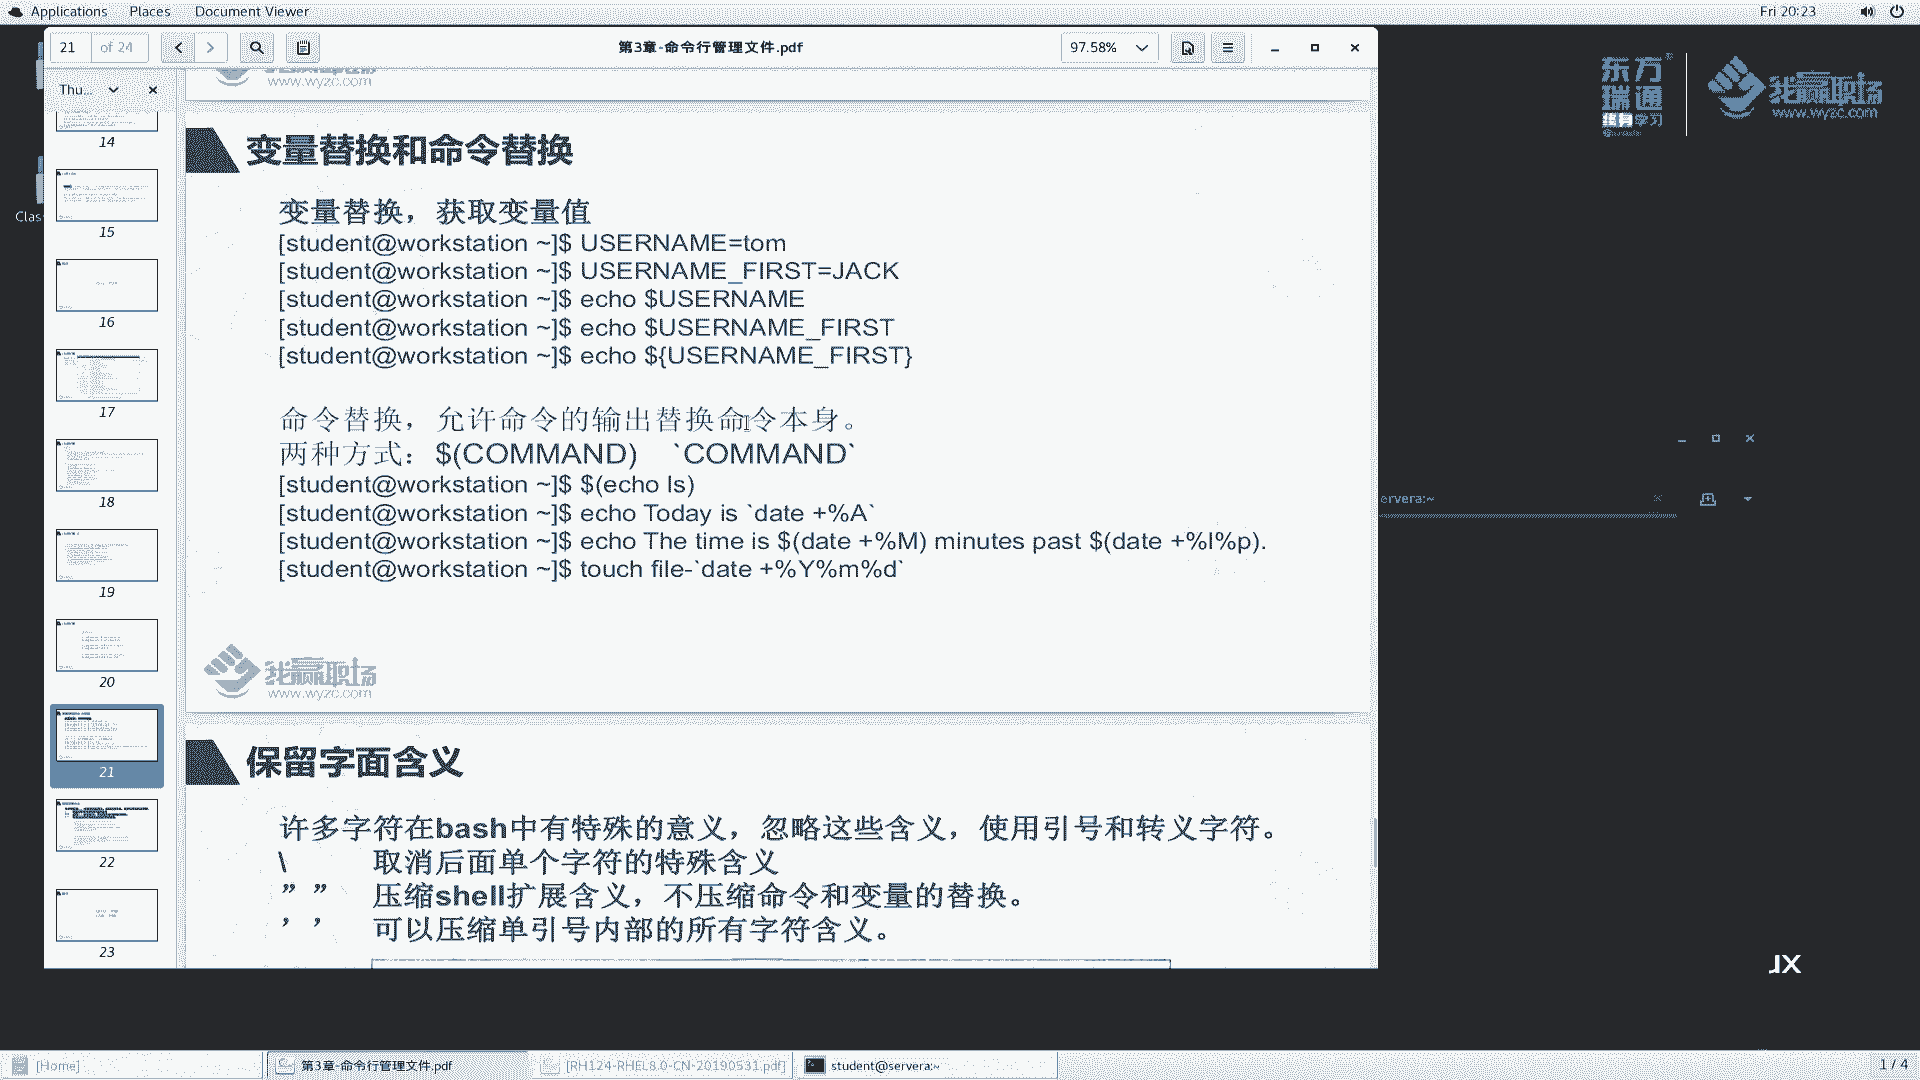 Applications Places Document Viewer Fri 20:23
21 of 24 第3章-命令行管理文件.pdf 97.58%
Thu...
14
15
16
17
18
19
20
21
22
23
www.wyzc.com
变量替换和命令替换
变量替换，获取变量值
[student@workstation ~]$ USERNAME=tom
[student@workstation ~]$ USERNAME_FIRST=JACK
[student@workstation ~]$ echo $USERNAME
[student@workstation ~]$ echo $USERNAME_FIRST
[student@workstation ~]$ echo ${USERNAME_FIRST}
命令替换，允许命令的输出替换命令本身。
两种方式：$(COMMAND) `COMMAND`
[student@workstation ~]$ $(echo ls)
[student@workstation ~]$ echo Today is `date +%A`
[student@workstation ~]$ echo The time is $(date +%M) minutes past $(date +%l%p).
[student@workstation ~]$ touch file-`date +%Y%m%d`
我赢职场
www.wyzc.com
保留字面含义
许多字符在bash中有特殊的意义，忽略这些含义，使用引号和转义字符。
\ 取消后面单个字符的特殊含义
” ” 压缩shell扩展含义，不压缩命令和变量的替换。
’ ’ 可以压缩单引号内部的所有字符含义。
Clas
东方
瑞通
终身学习
我赢职场
www.wyzc.com
ervera:~
JX
[Home] 第3章-命令行管理文件.pdf [RH124-RHEL8.0-CN-20190531.pdf] student@servera:~ 1 / 4